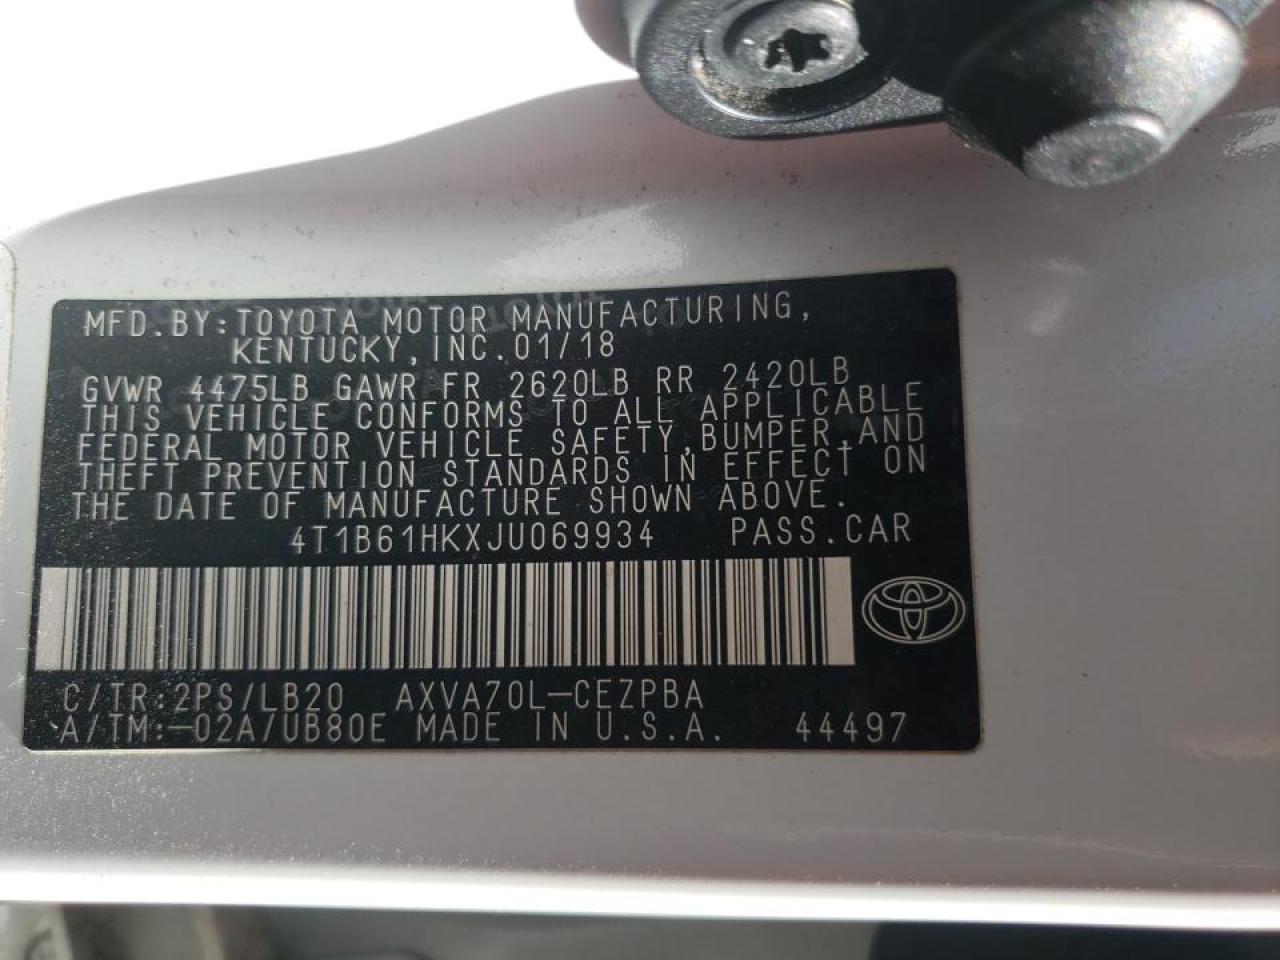 MFD.BY:TOYOTA MOTOR MANUFACTURING,
KENTUCKY,INC.01/18
GVWR 4475LB GAWR FR 2620LB RR 2420LB
THIS VEHICLE CONFORMS TO ALL APPLICABLE
FEDERAL MOTOR VEHICLE SAFETY,BUMPER,AND
THEFT PREVENTION STANDARDS IN EFFECT ON
THE DATE OF MANUFACTURE SHOWN ABOVE.
4T1B61HKXJU069934 PASS.CAR
C/TR:2PS/LB20 AXVA70L-CEZPBA
A/TM:-02A/UB80E MADE IN U.S.A. 44497